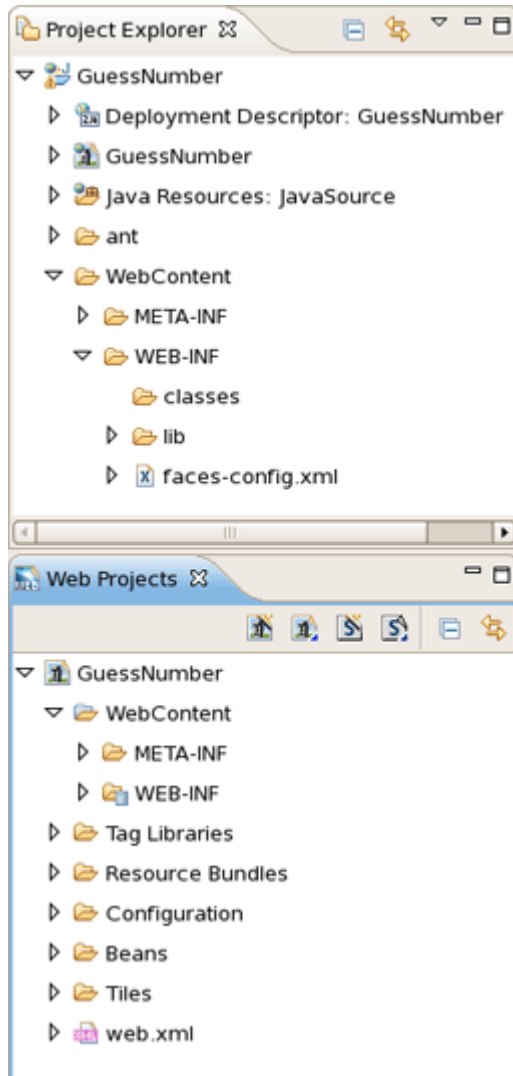 Project Explorer
GuessNumber
Deployment Descriptor: GuessNumber
GuessNumber
Java Resources: JavaSource
ant
WebContent
META-INF
WEB-INF
classes
lib
faces-config.xml
Web Projects
GuessNumber
WebContent
META-INF
WEB-INF
Tag Libraries
Resource Bundles
Configuration
Beans
Tiles
web.xml